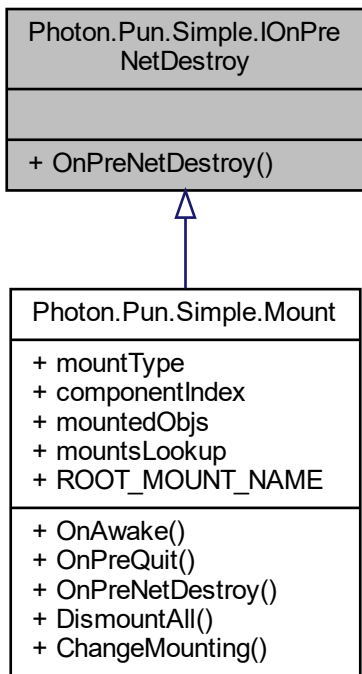 Photon.Pun.Simple.IOnPre
NetDestroy
+ OnPreNetDestroy()
Photon.Pun.Simple.Mount
+ mountType
+ componentIndex
+ mountedObjs
+ mountsLookup
+ ROOT_MOUNT_NAME
+ OnAwake()
+ OnPreQuit()
+ OnPreNetDestroy()
+ DismountAll()
+ ChangeMounting()